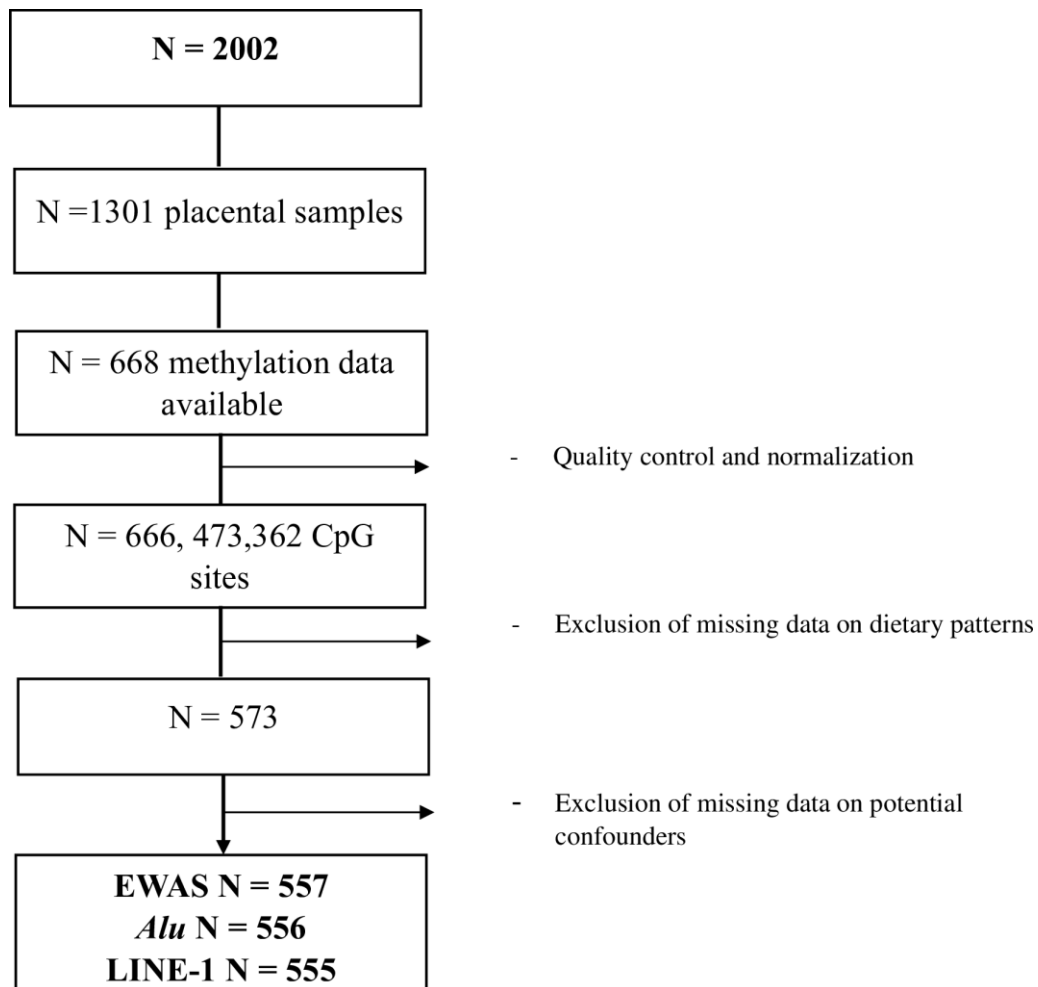 N = 2002
N =1301 placental samples
N = 668 methylation data
available
- Quality control and normalization
N = 666, 473,362 CpG
sites
- Exclusion of missing data on dietary patterns
N = 573
- Exclusion of missing data on potential
confounders
EWAS N = 557
Alu N = 556
LINE-1 N = 555